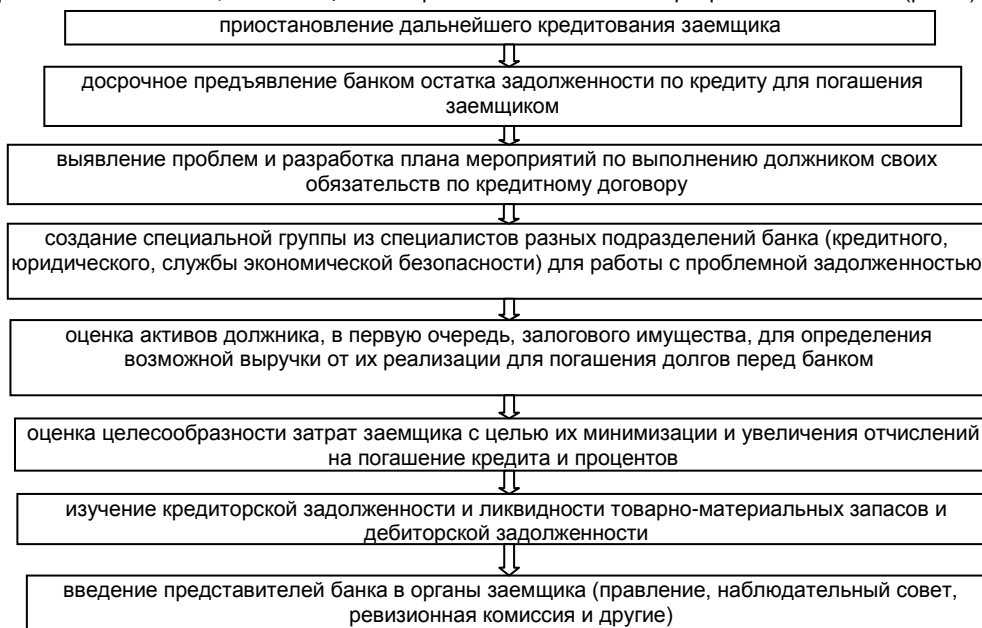 приостановление дальнейшего кредитования заемщика
досрочное предъявление банком остатка задолженности по кредиту для погашения
заемщиком
выявление проблем и разработка плана мероприятий по выполнению должником своих
обязательств по кредитному договору
создание специальной группы из специалистов разных подразделений банка (кредитного,
юридического, службы экономической безопасности) для работы с проблемной задолженностью
оценка активов должника, в первую очередь, залогового имущества, для определения
возможной выручки от их реализации для погашения долгов перед банком
оценка целесообразности затрат заемщика с целью их минимизации и увеличения отчислений
на погашение кредита и процентов
изучение кредиторской задолженности и ликвидности товарно-материальных запасов и
дебиторской задолженности
введение представителей банка в органы заемщика (правление, наблюдательный совет,
ревизионная комиссия и другие)